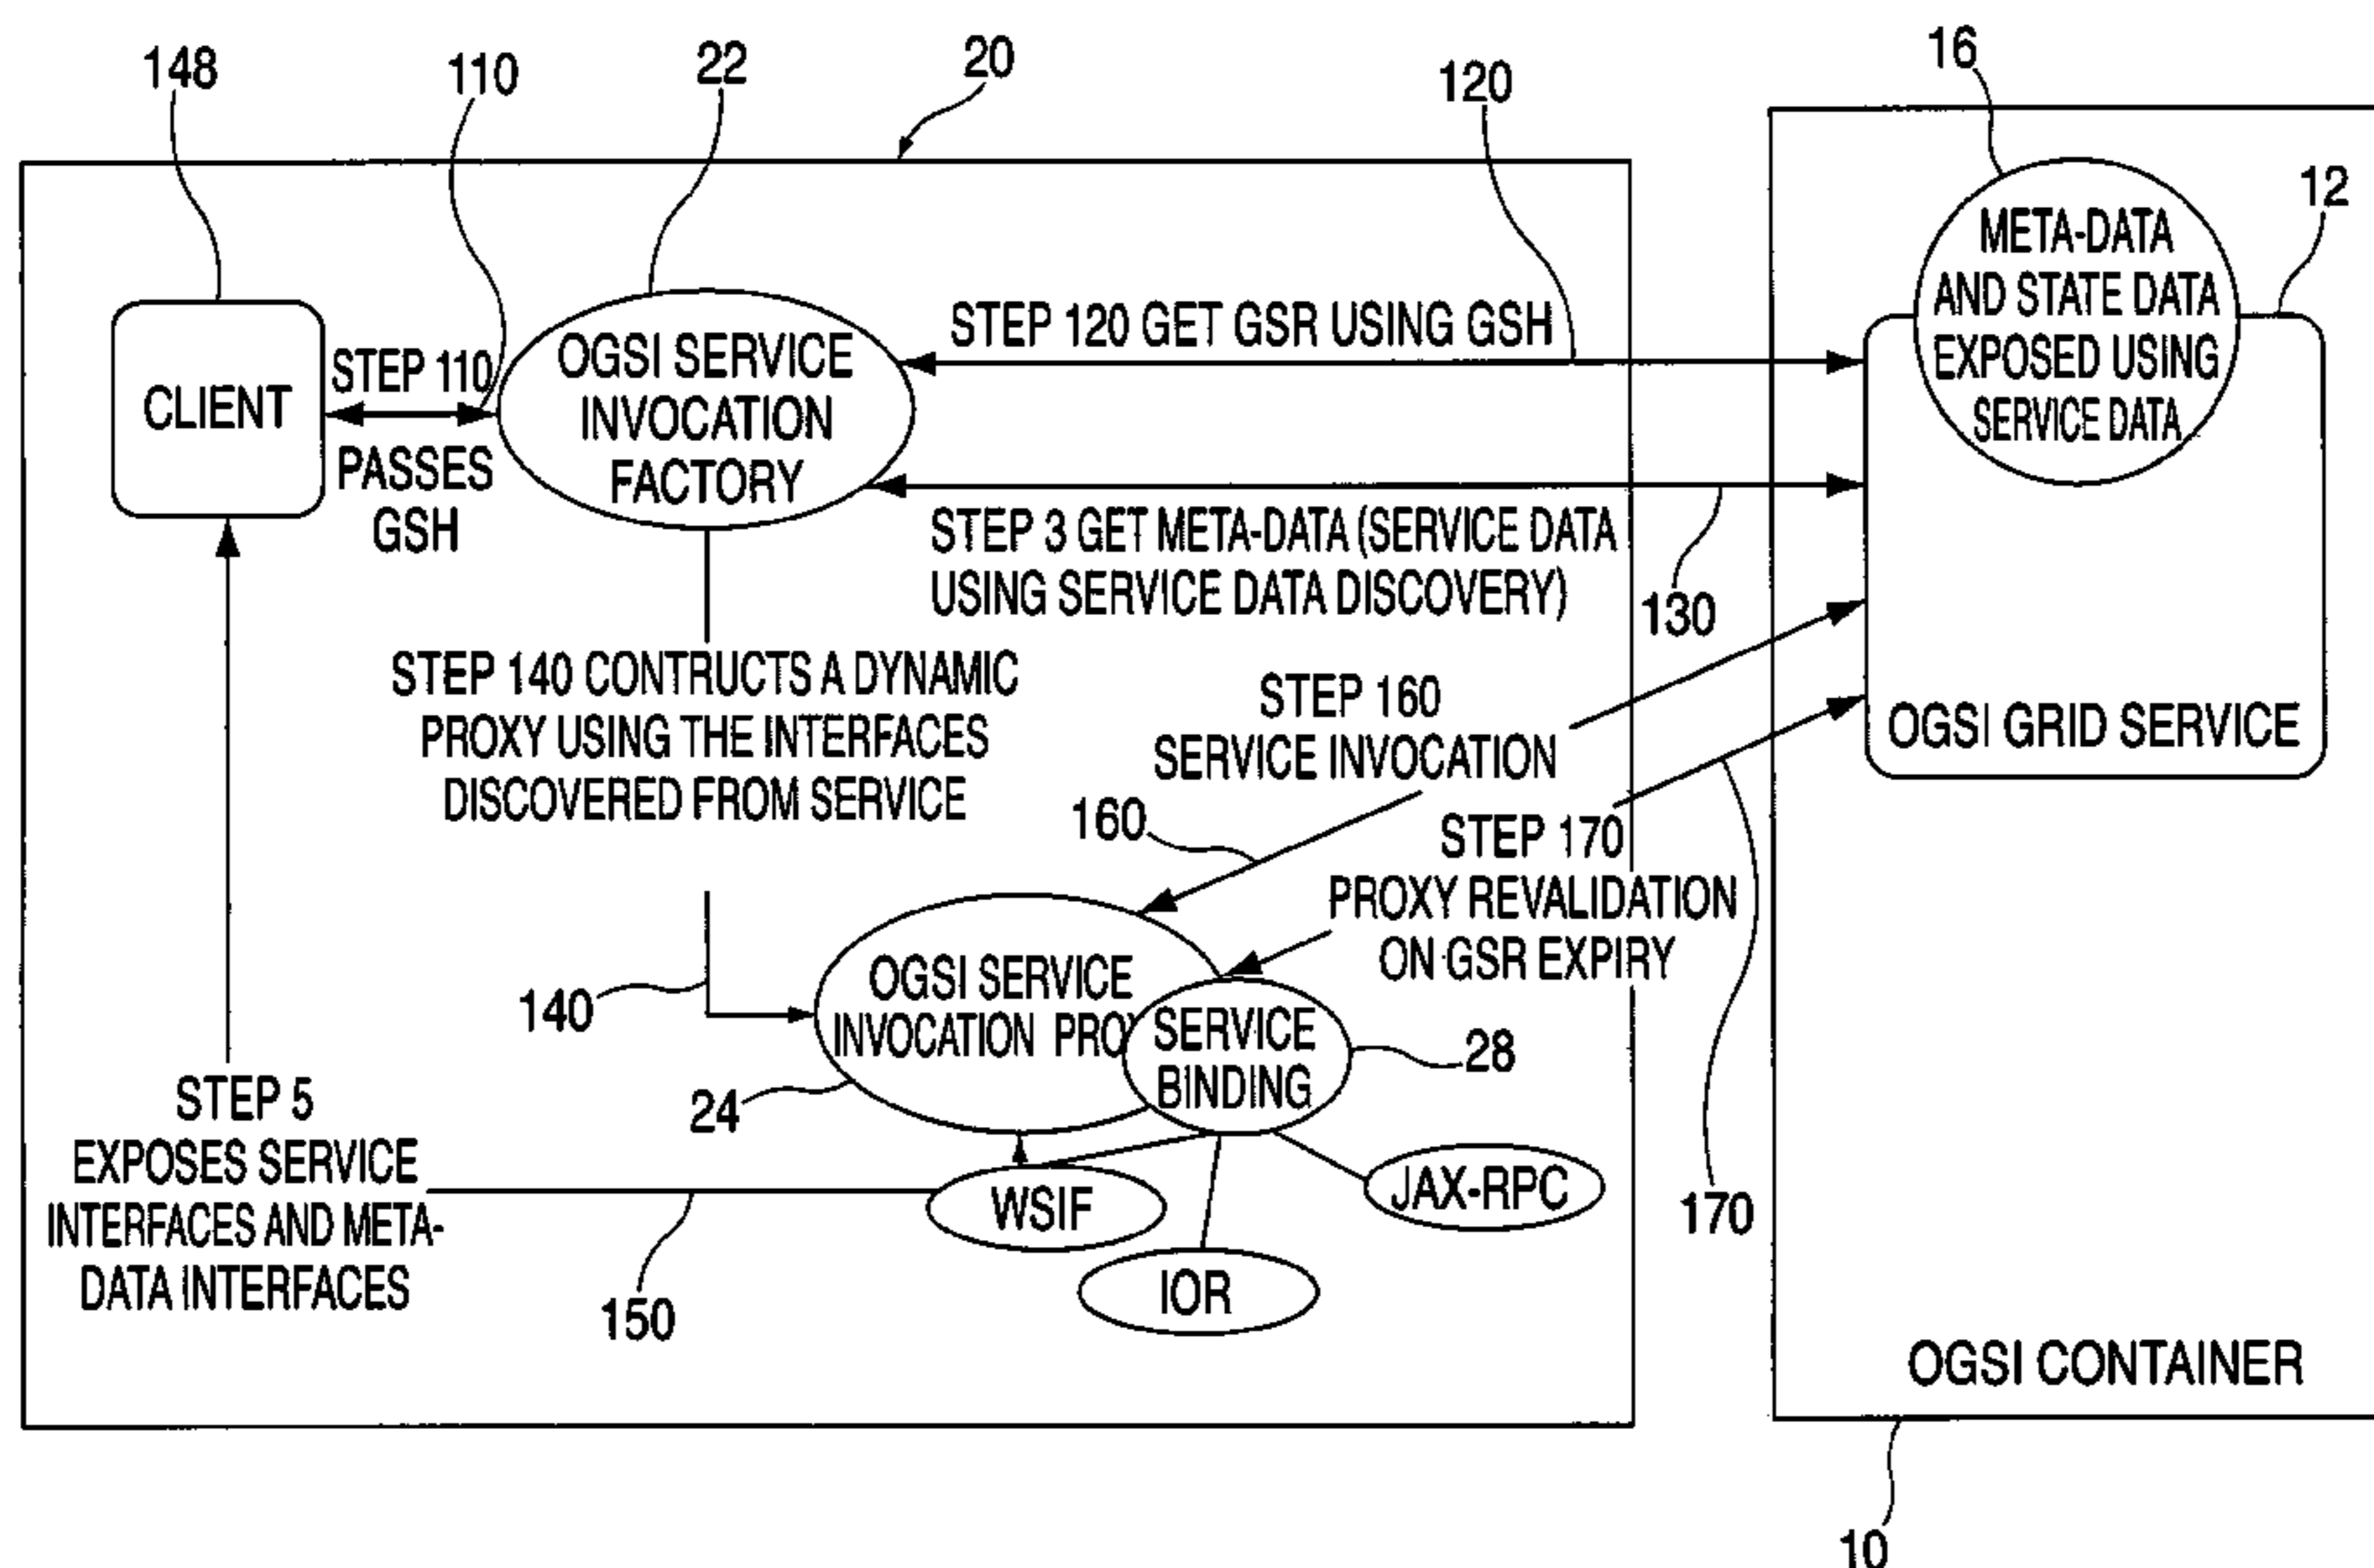 148
110
22
20
120
16
12
META-DATA
AND STATE DATA
EXPOSED USING
SERVICE DATA
CLIENT
STEP 110
PASSES
GSH
OGSI SERVICE
INVOCATION
FACTORY
STEP 120 GET GSR USING GSH
STEP 3 GET META-DATA (SERVICE DATA
USING SERVICE DATA DISCOVERY)
130
STEP 140 CONTRUCTS A DYNAMIC
PROXY USING THE INTERFACES
DISCOVERED FROM SERVICE
STEP 160
SERVICE INVOCATION
OGSI GRID SERVICE
160
STEP 170
PROXY REVALIDATION
ON GSR EXPIRY
140
OGSI SERVICE
INVOCATION PRO
SERVICE
BINDING
28
24
STEP 5
EXPOSES SERVICE
INTERFACES AND META-
DATA INTERFACES
150
WSIF
JAX-RPC
IOR
170
OGSI CONTAINER
10